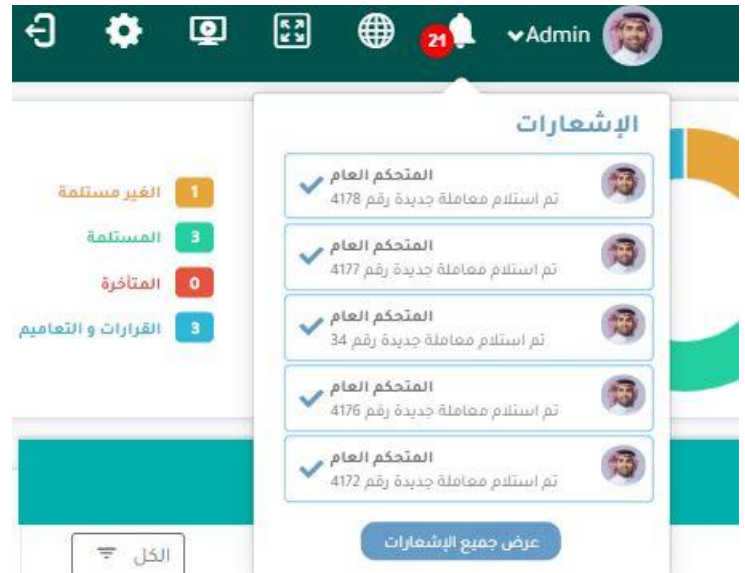 Admin
21
الإشعارات
المتحكم العام
تم استلام معاملة جديدة رقم 4178
المتحكم العام
تم استلام معاملة جديدة رقم 4177
المتحكم العام
تم استلام معاملة جديدة رقم 34
المتحكم العام
تم استلام معاملة جديدة رقم 4176
المتحكم العام
تم استلام معاملة جديدة رقم 4172
عرض جميع الإشعارات
1 الغير مستلمة
3 المستلمة
0 المتأخرة
3 القرارات و التعاميم
الكل